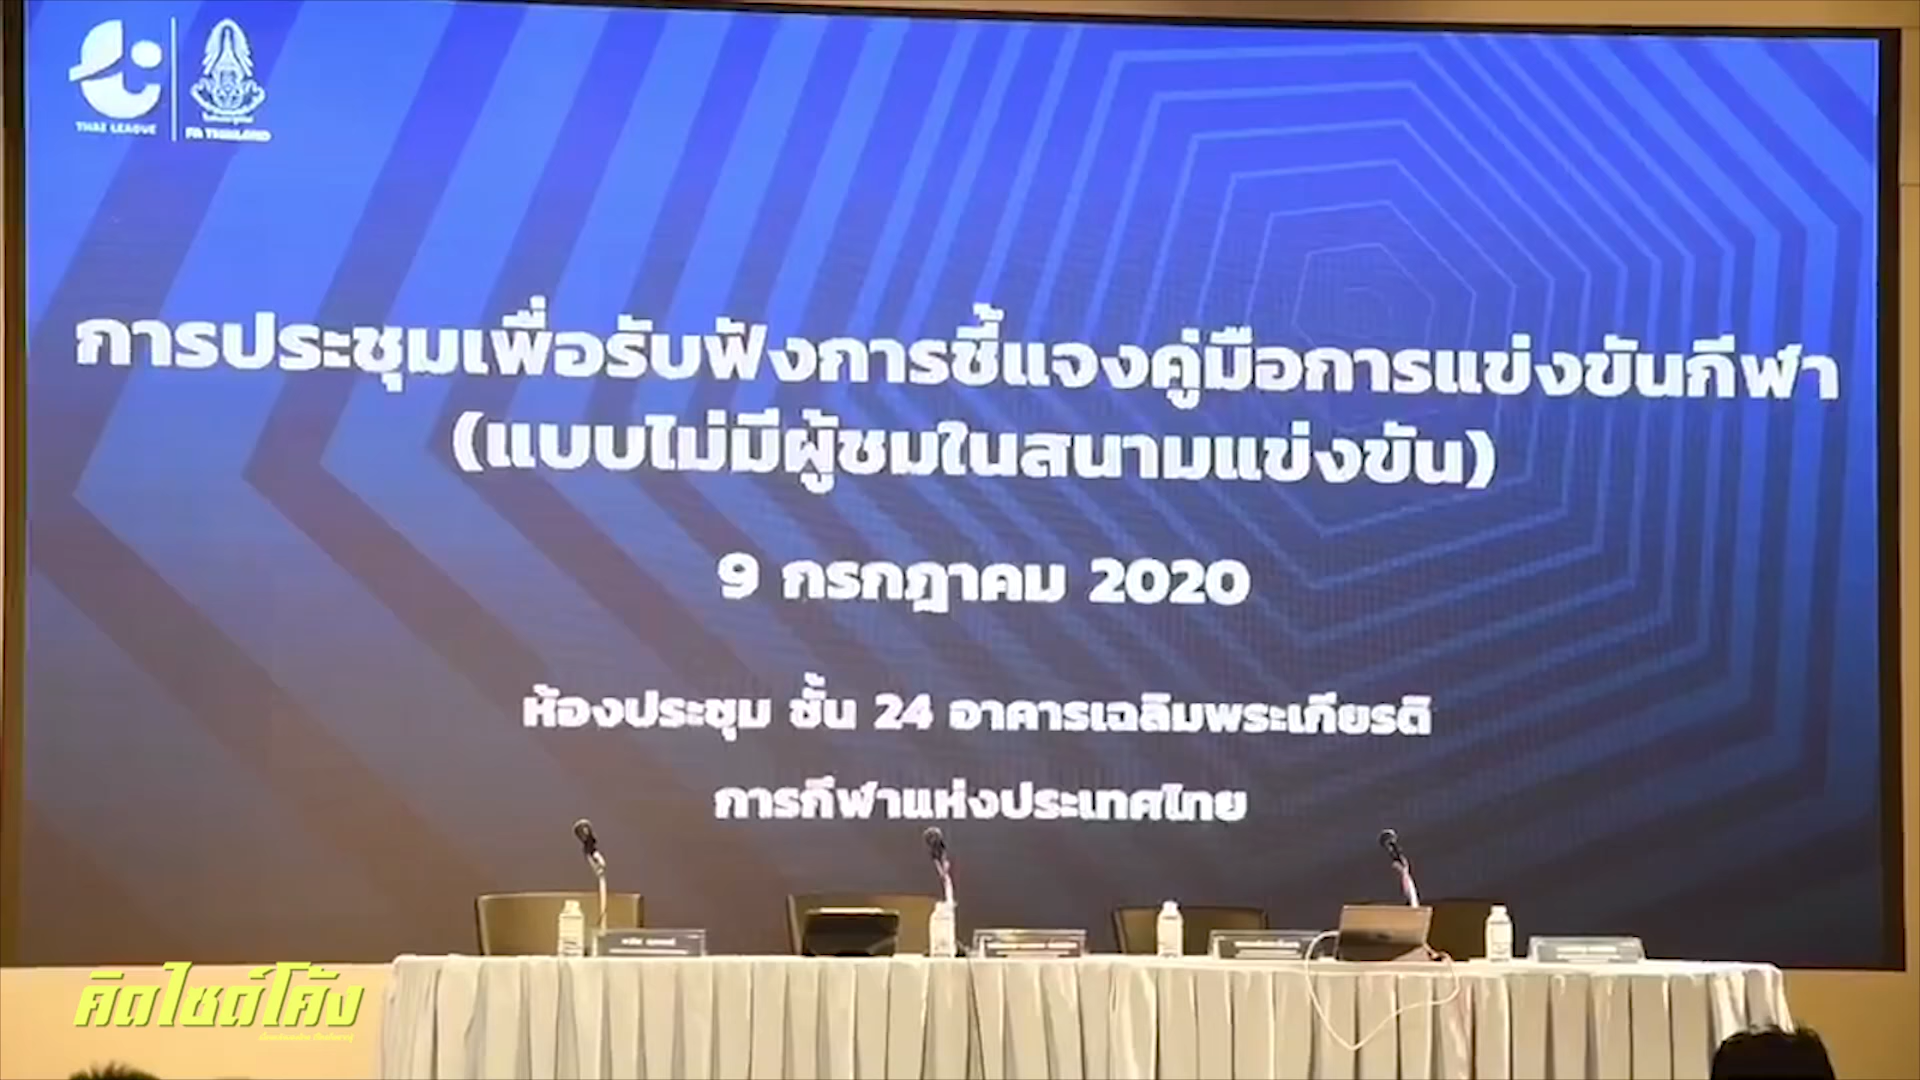 THAI LEAGUE
FA THAILAND
การประชุมเพื่อรับฟังการชี้แจงคู่มือการแข่งขันกีฬา
(แบบไม่มีผู้ชมในสนามแข่งขัน)
9 กรกฎาคม 2020
ห้องประชุม ชั้น 24 อาคารเฉลิมพระเกียรติ
การกีฬาแห่งประเทศไทย
คิดไซด์โค้ง